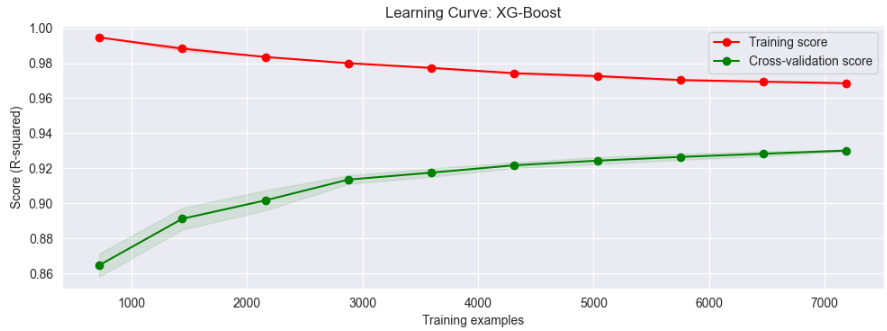 Learning Curve: XG-Boost
1.00
0.98
0.96
0.94
0.92
0.90
0.88
0.86
Score (R-squared)
Training score
Cross-validation score
1000 2000 3000 4000 5000 6000 7000
Training examples